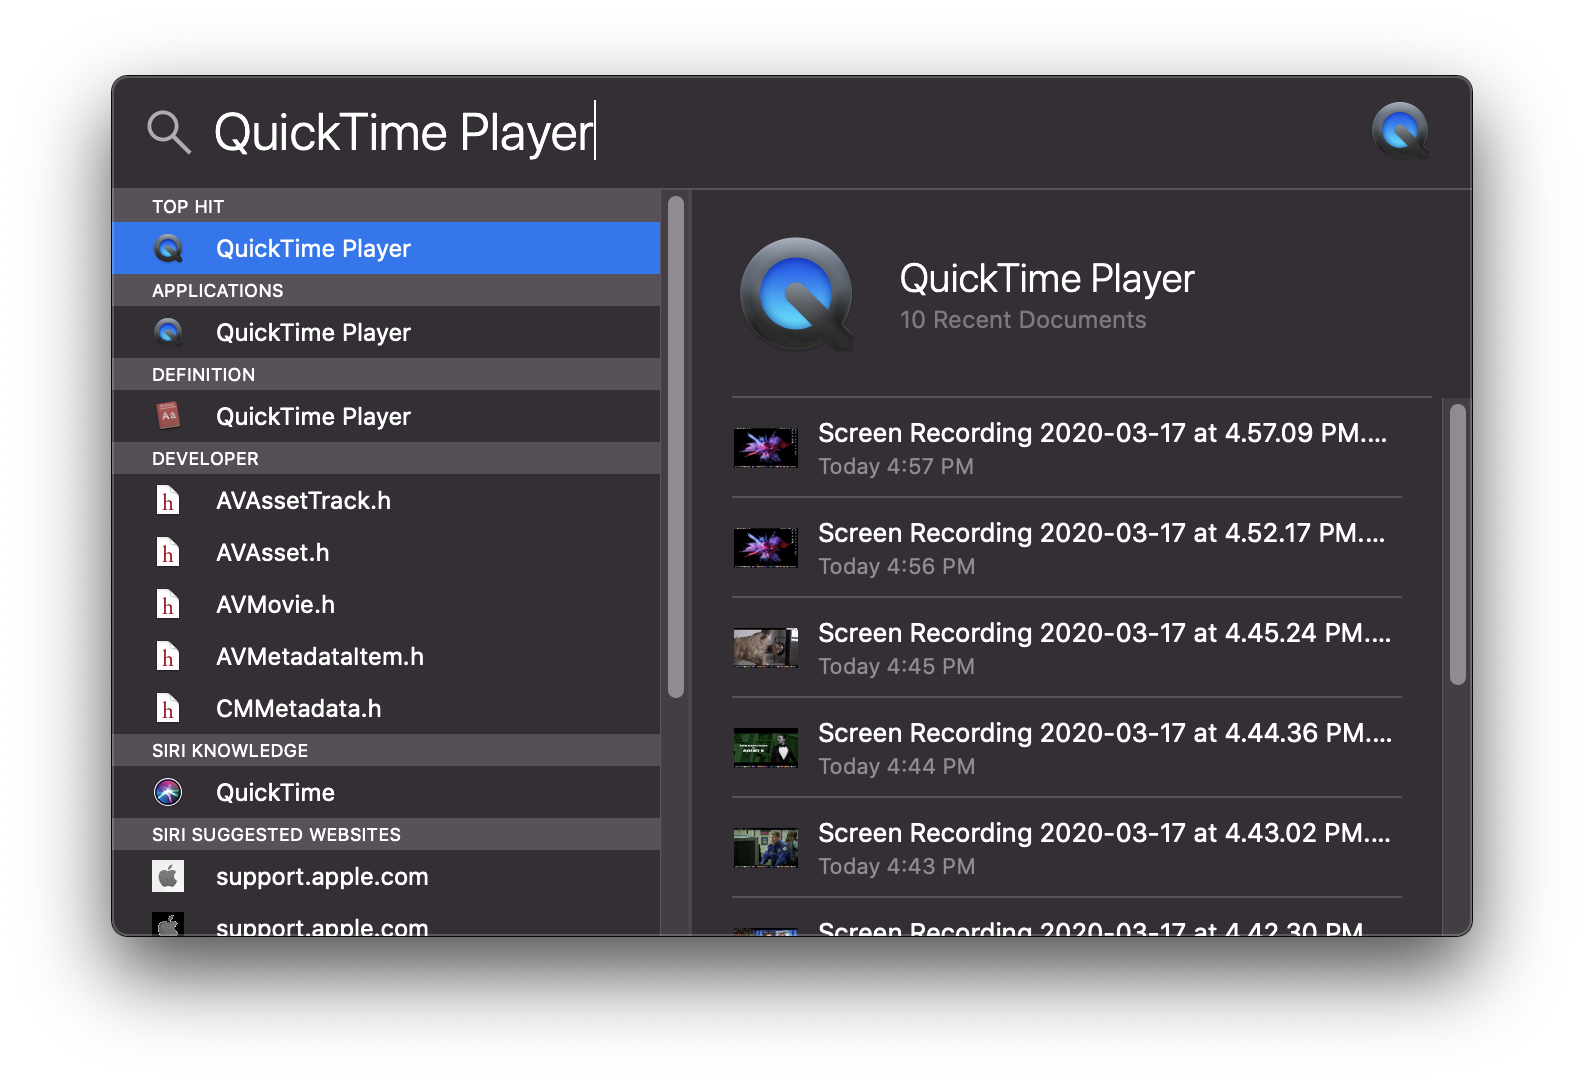 QuickTime Player
TOP HIT
QuickTime Player
APPLICATIONS
QuickTime Player
DEFINITION
QuickTime Player
DEVELOPER
AVAssetTrack.h
AVAsset.h
AVMovie.h
AVMetadataItem.h
CMMetadata.h
SIRI KNOWLEDGE
QuickTime
SIRI SUGGESTED WEBSITES
support.apple.com
support.apple.com
QuickTime Player
10 Recent Documents
Screen Recording 2020-03-17 at 4.57.09 PM....
Today 4:57 PM
Screen Recording 2020-03-17 at 4.52.17 PM....
Today 4:56 PM
Screen Recording 2020-03-17 at 4.45.24 PM....
Today 4:45 PM
Screen Recording 2020-03-17 at 4.44.36 PM....
Today 4:44 PM
Screen Recording 2020-03-17 at 4.43.02 PM....
Today 4:43 PM
Screen Recording 2020-03-17 at 4.42.30 PM